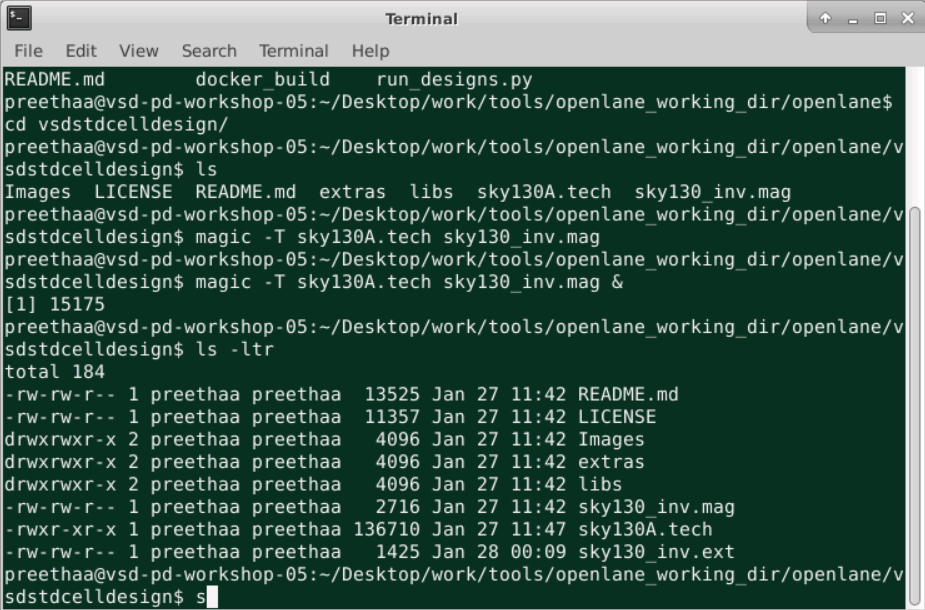 Terminal
File Edit View Search Terminal Help
README.md        docker_build    run_designs.py
preethaa@vsd-pd-workshop-05:~/Desktop/work/tools/openlane_working_dir/openlane$
cd vsdstdcelldesign/
preethaa@vsd-pd-workshop-05:~/Desktop/work/tools/openlane_working_dir/openlane/v
sdstdcelldesign$ ls
Images  LICENSE  README.md  extras  libs  sky130A.tech  sky130_inv.mag
preethaa@vsd-pd-workshop-05:~/Desktop/work/tools/openlane_working_dir/openlane/v
sdstdcelldesign$ magic -T sky130A.tech sky130_inv.mag
preethaa@vsd-pd-workshop-05:~/Desktop/work/tools/openlane_working_dir/openlane/v
sdstdcelldesign$ magic -T sky130A.tech sky130_inv.mag &
[1] 15175
preethaa@vsd-pd-workshop-05:~/Desktop/work/tools/openlane_working_dir/openlane/v
sdstdcelldesign$ ls -ltr
total 184
-rw-rw-r-- 1 preethaa preethaa  13525 Jan 27 11:42 README.md
-rw-rw-r-- 1 preethaa preethaa  11357 Jan 27 11:42 LICENSE
drwxrwxr-x 2 preethaa preethaa   4096 Jan 27 11:42 Images
drwxrwxr-x 2 preethaa preethaa   4096 Jan 27 11:42 extras
drwxrwxr-x 2 preethaa preethaa   4096 Jan 27 11:42 libs
-rw-rw-r-- 1 preethaa preethaa   2716 Jan 27 11:42 sky130_inv.mag
-rwxr-xr-x 1 preethaa preethaa 136710 Jan 27 11:47 sky130A.tech
-rw-rw-r-- 1 preethaa preethaa   1425 Jan 28 00:09 sky130_inv.ext
preethaa@vsd-pd-workshop-05:~/Desktop/work/tools/openlane_working_dir/openlane/v
sdstdcelldesign$ s